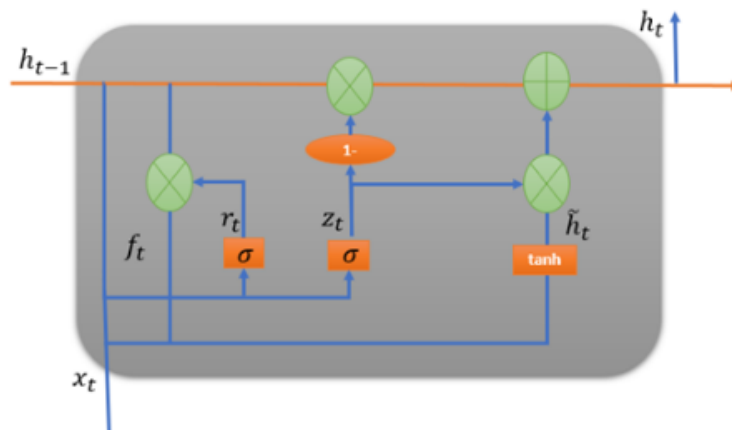 h_t
h_{t-1}
1-
r_t
z_t
h̃_t
f_t
σ
σ
tanh
x_t